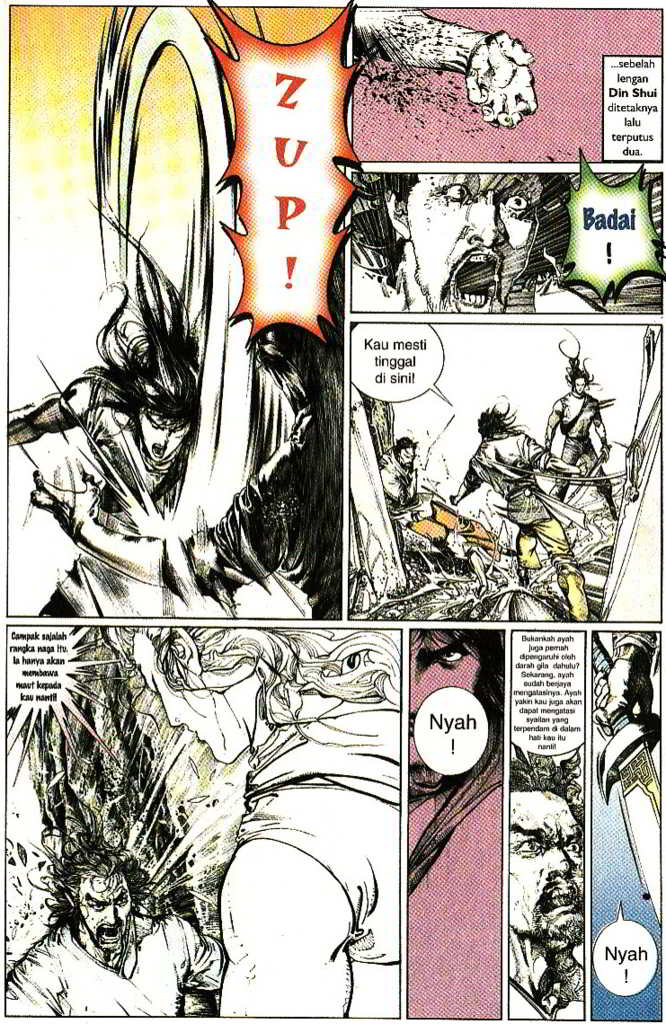 ZUP!
...sebelah
lengan
Din Shui
ditetaknya
lalu
terputus
dua.
Badai
!
Kau mesti
tinggal
di sini!
Campak sajalah
rangka naga itu.
Ia hanya akan
membawa
maut kepada
kau nanti!
Nyah
!
Bukankah ayah
juga pernah
dipengaruhi oleh
darah gila dahulu?
Sekarang, ayah
sudah berjaya
mengatasinya. Ayah
yakin kau juga akan
dapat mengatasi
syaitan yang
terpendam di dalam
hati kau itu
nanti!
Nyah
!